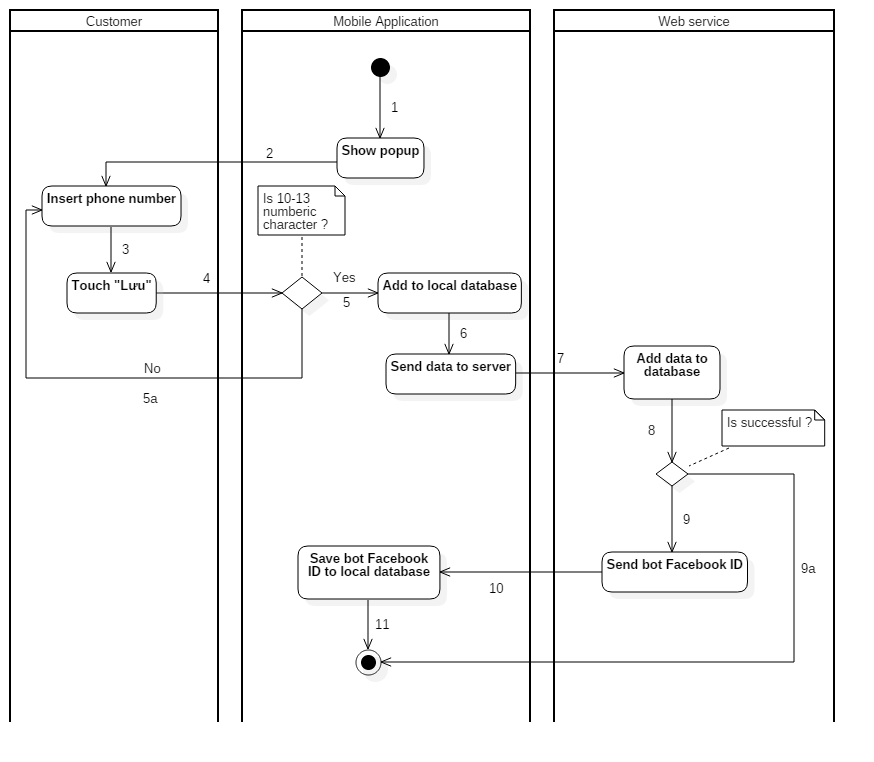 Customer
Mobile Application
Web service
1
Show popup
2
Insert phone number
Is 10-13
numberic
character ?
3
Touch "Lưu"
4
Yes
5
Add to local database
6
Send data to server
7
Add data to
database
No
5a
8
Is successful ?
9
Send bot Facebook ID
9a
10
Save bot Facebook
ID to local database
11